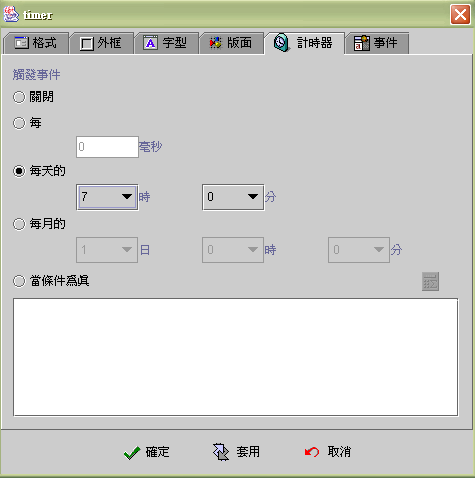 timer
格式 外框 字型 版面 計時器 事件
觸發事件
關閉
每
0 毫秒
每天的
7 時 0 分
每月的
1 日 0 時 0 分
當條件爲眞
確定 套用 取消